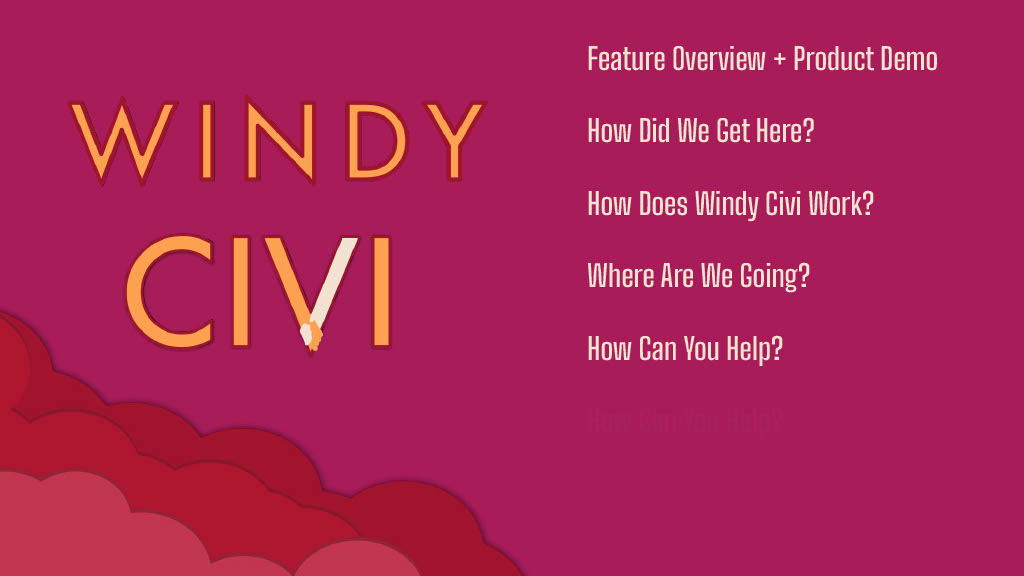 WINDY
CIVI
Feature Overview + Product Demo
How Did We Get Here?
How Does Windy Civi Work?
Where Are We Going?
How Can You Help?
How Can You Help?